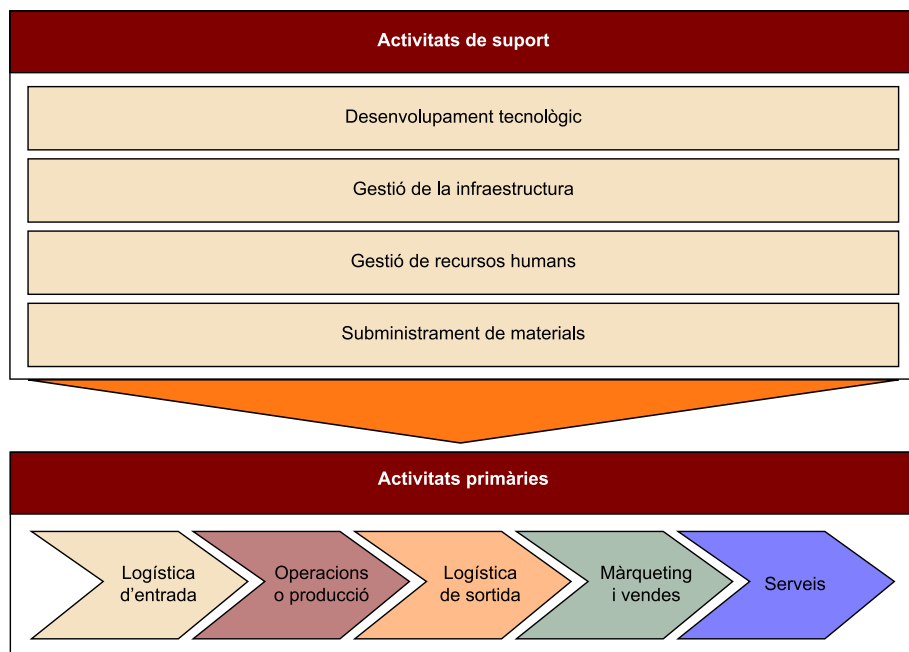 Activitats de suport
Desenvolupament tecnològic
Gestió de la infraestructura
Gestió de recursos humans
Subministrament de materials
Activitats primàries
Logística
d'entrada
Operacions
o producció
Logística
de sortida
Màrqueting
i vendes
Serveis